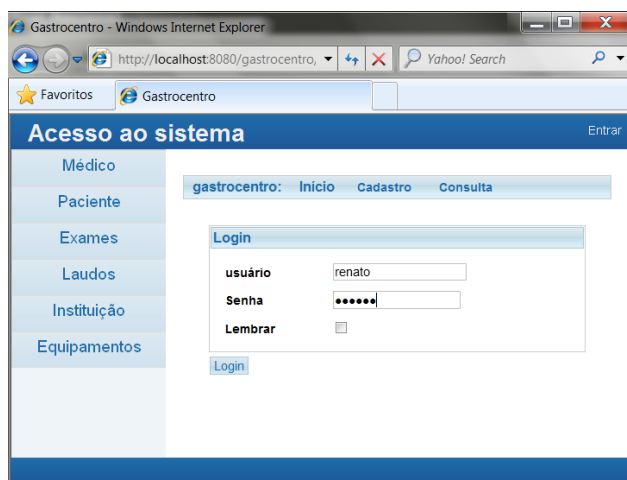 Gastrocentro - Windows Internet Explorer
http://localhost:8080/gastrocentro,
Yahoo! Search
Favoritos
Gastrocentro
Acesso ao sistema
Entrar
Médico
Paciente
Exames
Laudos
Instituição
Equipamentos
gastrocentro: Inicio Cadastro Consulta
Login
usuário renato
Senha ••••••
Lembrar
Login